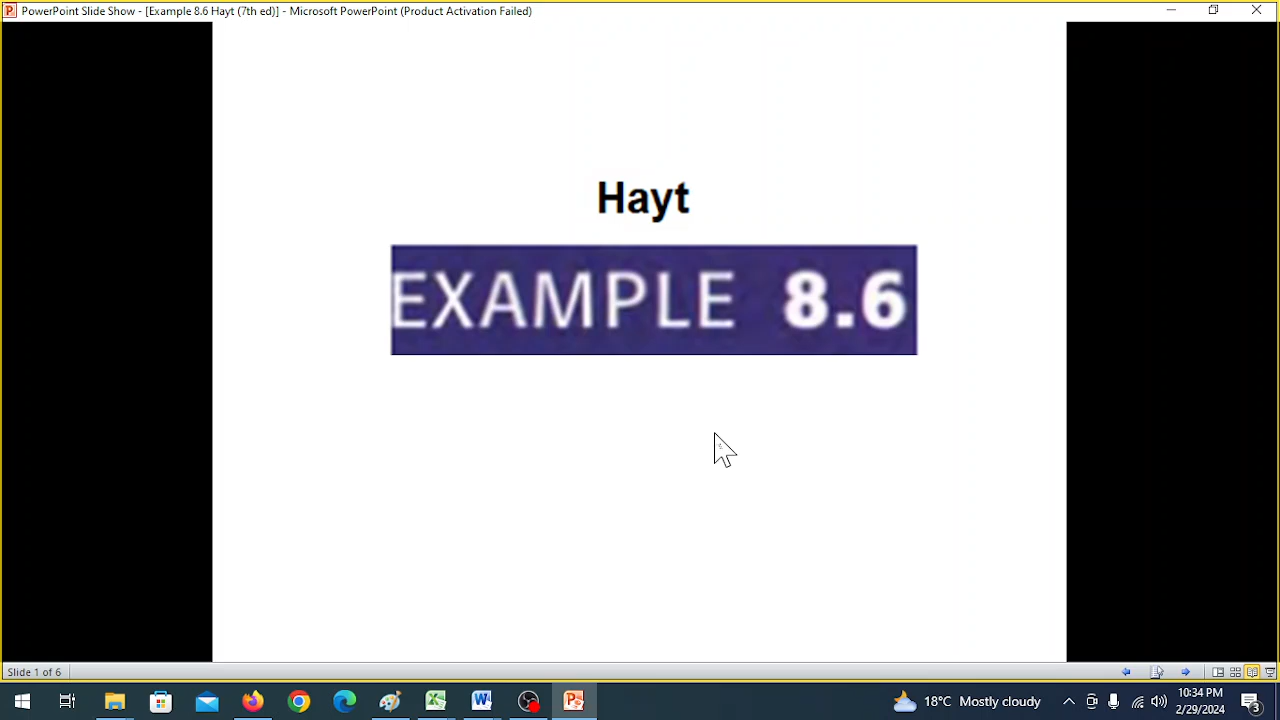 PowerPoint Slide Show - [Example 8.6 Hayt (7th ed)] - Microsoft PowerPoint (Product Activation Failed)
Hayt
EXAMPLE 8.6
Slide 1 of 6
18°C Mostly cloudy
10:34 PM
2/29/2024
3